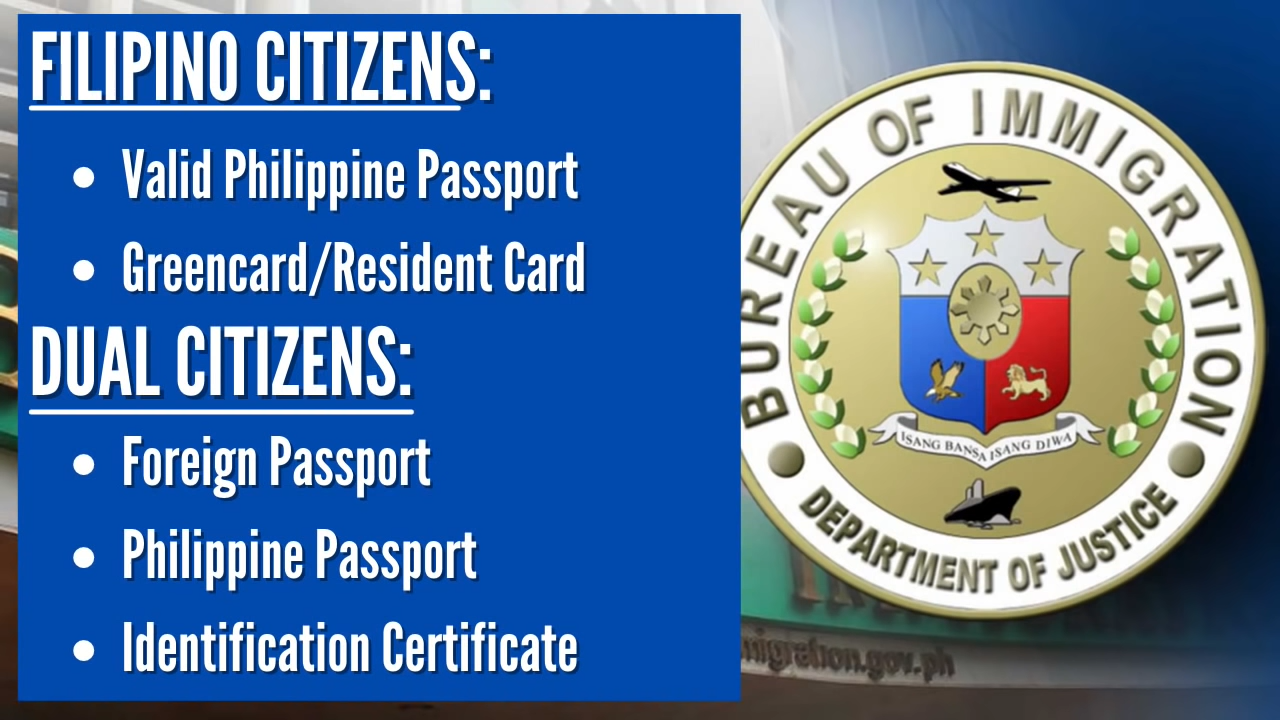 FILIPINO CITIZENS:
Valid Philippine Passport
Greencard/Resident Card
DUAL CITIZENS:
Foreign Passport
Philippine Passport
Identification Certificate
BUREAU OF IMMIGRATION
ISANG BANSA ISANG DIWA
DEPARTMENT OF JUSTICE
migration.gov.ph